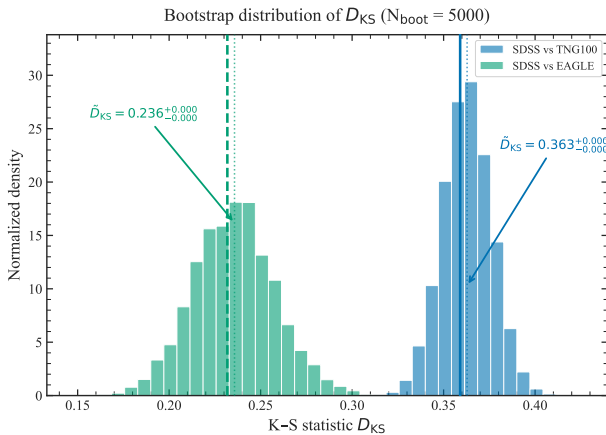 Bootstrap distribution of D_KS (N_boot = 5000)
SDSS vs TNG100
SDSS vs EAGLE
D̃_KS = 0.236^{+0.000}_{−0.000}
D̃_KS = 0.363^{+0.000}_{−0.000}
Normalized density
30
25
20
15
10
5
0
0.15 0.20 0.25 0.30 0.35 0.40
K−S statistic D_KS